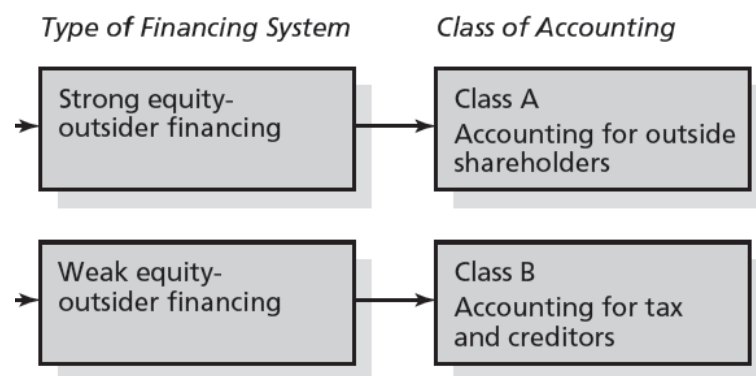 Type of Financing System
Class of Accounting
Strong equity-
outsider financing
Class A
Accounting for outside
shareholders
Weak equity-
outsider financing
Class B
Accounting for tax
and creditors